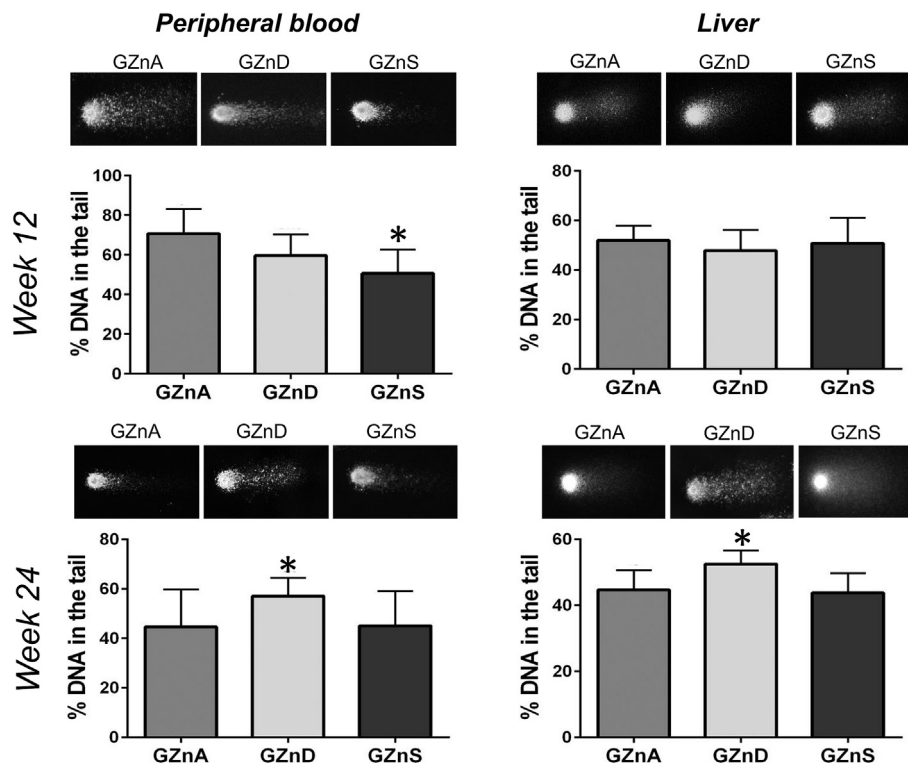 Peripheral blood
Liver
GZnA GZnD GZnS
GZnA GZnD GZnS
Week 12
% DNA in the tail
100
80
60
40
20
0
*
GZnA GZnD GZnS
% DNA in the tail
80
60
40
20
0
GZnA GZnD GZnS
GZnA GZnD GZnS
GZnA GZnD GZnS
Week 24
% DNA in the tail
80
60
40
20
0
*
GZnA GZnD GZnS
% DNA in the tail
60
40
20
0
*
GZnA GZnD GZnS